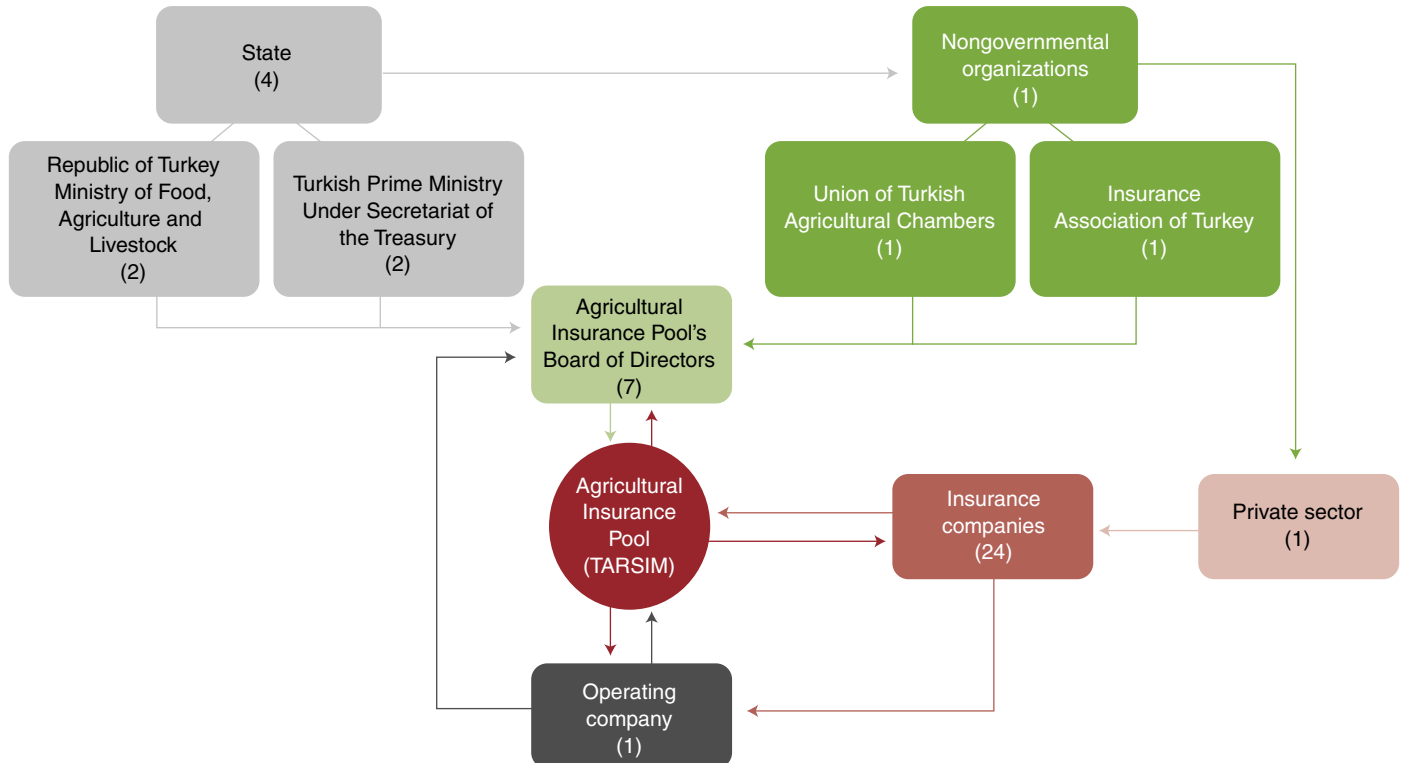 State
(4)
Nongovernmental
organizations
(1)
Republic of Turkey
Ministry of Food,
Agriculture and
Livestock
(2)
Turkish Prime Ministry
Under Secretariat of
the Treasury
(2)
Union of Turkish
Agricultural Chambers
(1)
Insurance
Association of Turkey
(1)
Agricultural
Insurance Pool’s
Board of Directors
(7)
Agricultural
Insurance
Pool
(TARSIM)
Insurance
companies
(24)
Private sector
(1)
Operating
company
(1)